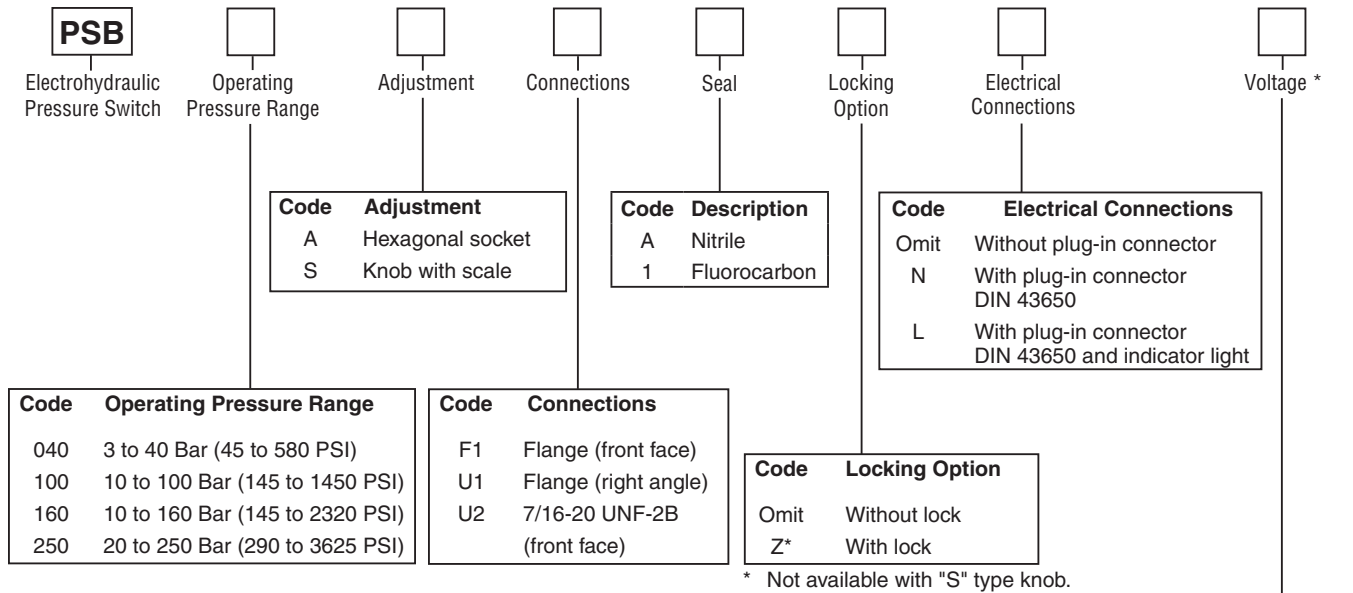 PSB
Electrohydraulic
Pressure Switch
Operating
Pressure Range
Adjustment
Connections
Seal
Locking
Option
Electrical
Connections
Voltage *
Code Adjustment
A Hexagonal socket
S Knob with scale
Code Description
A Nitrile
1 Fluorocarbon
Code Electrical Connections
Omit Without plug-in connector
N With plug-in connector
DIN 43650
L With plug-in connector
DIN 43650 and indicator light
Code Operating Pressure Range
040 3 to 40 Bar (45 to 580 PSI)
100 10 to 100 Bar (145 to 1450 PSI)
160 10 to 160 Bar (145 to 2320 PSI)
250 20 to 250 Bar (290 to 3625 PSI)
Code Connections
F1 Flange (front face)
U1 Flange (right angle)
U2 7/16-20 UNF-2B
(front face)
Code Locking Option
Omit Without lock
Z* With lock
* Not available with "S" type knob.